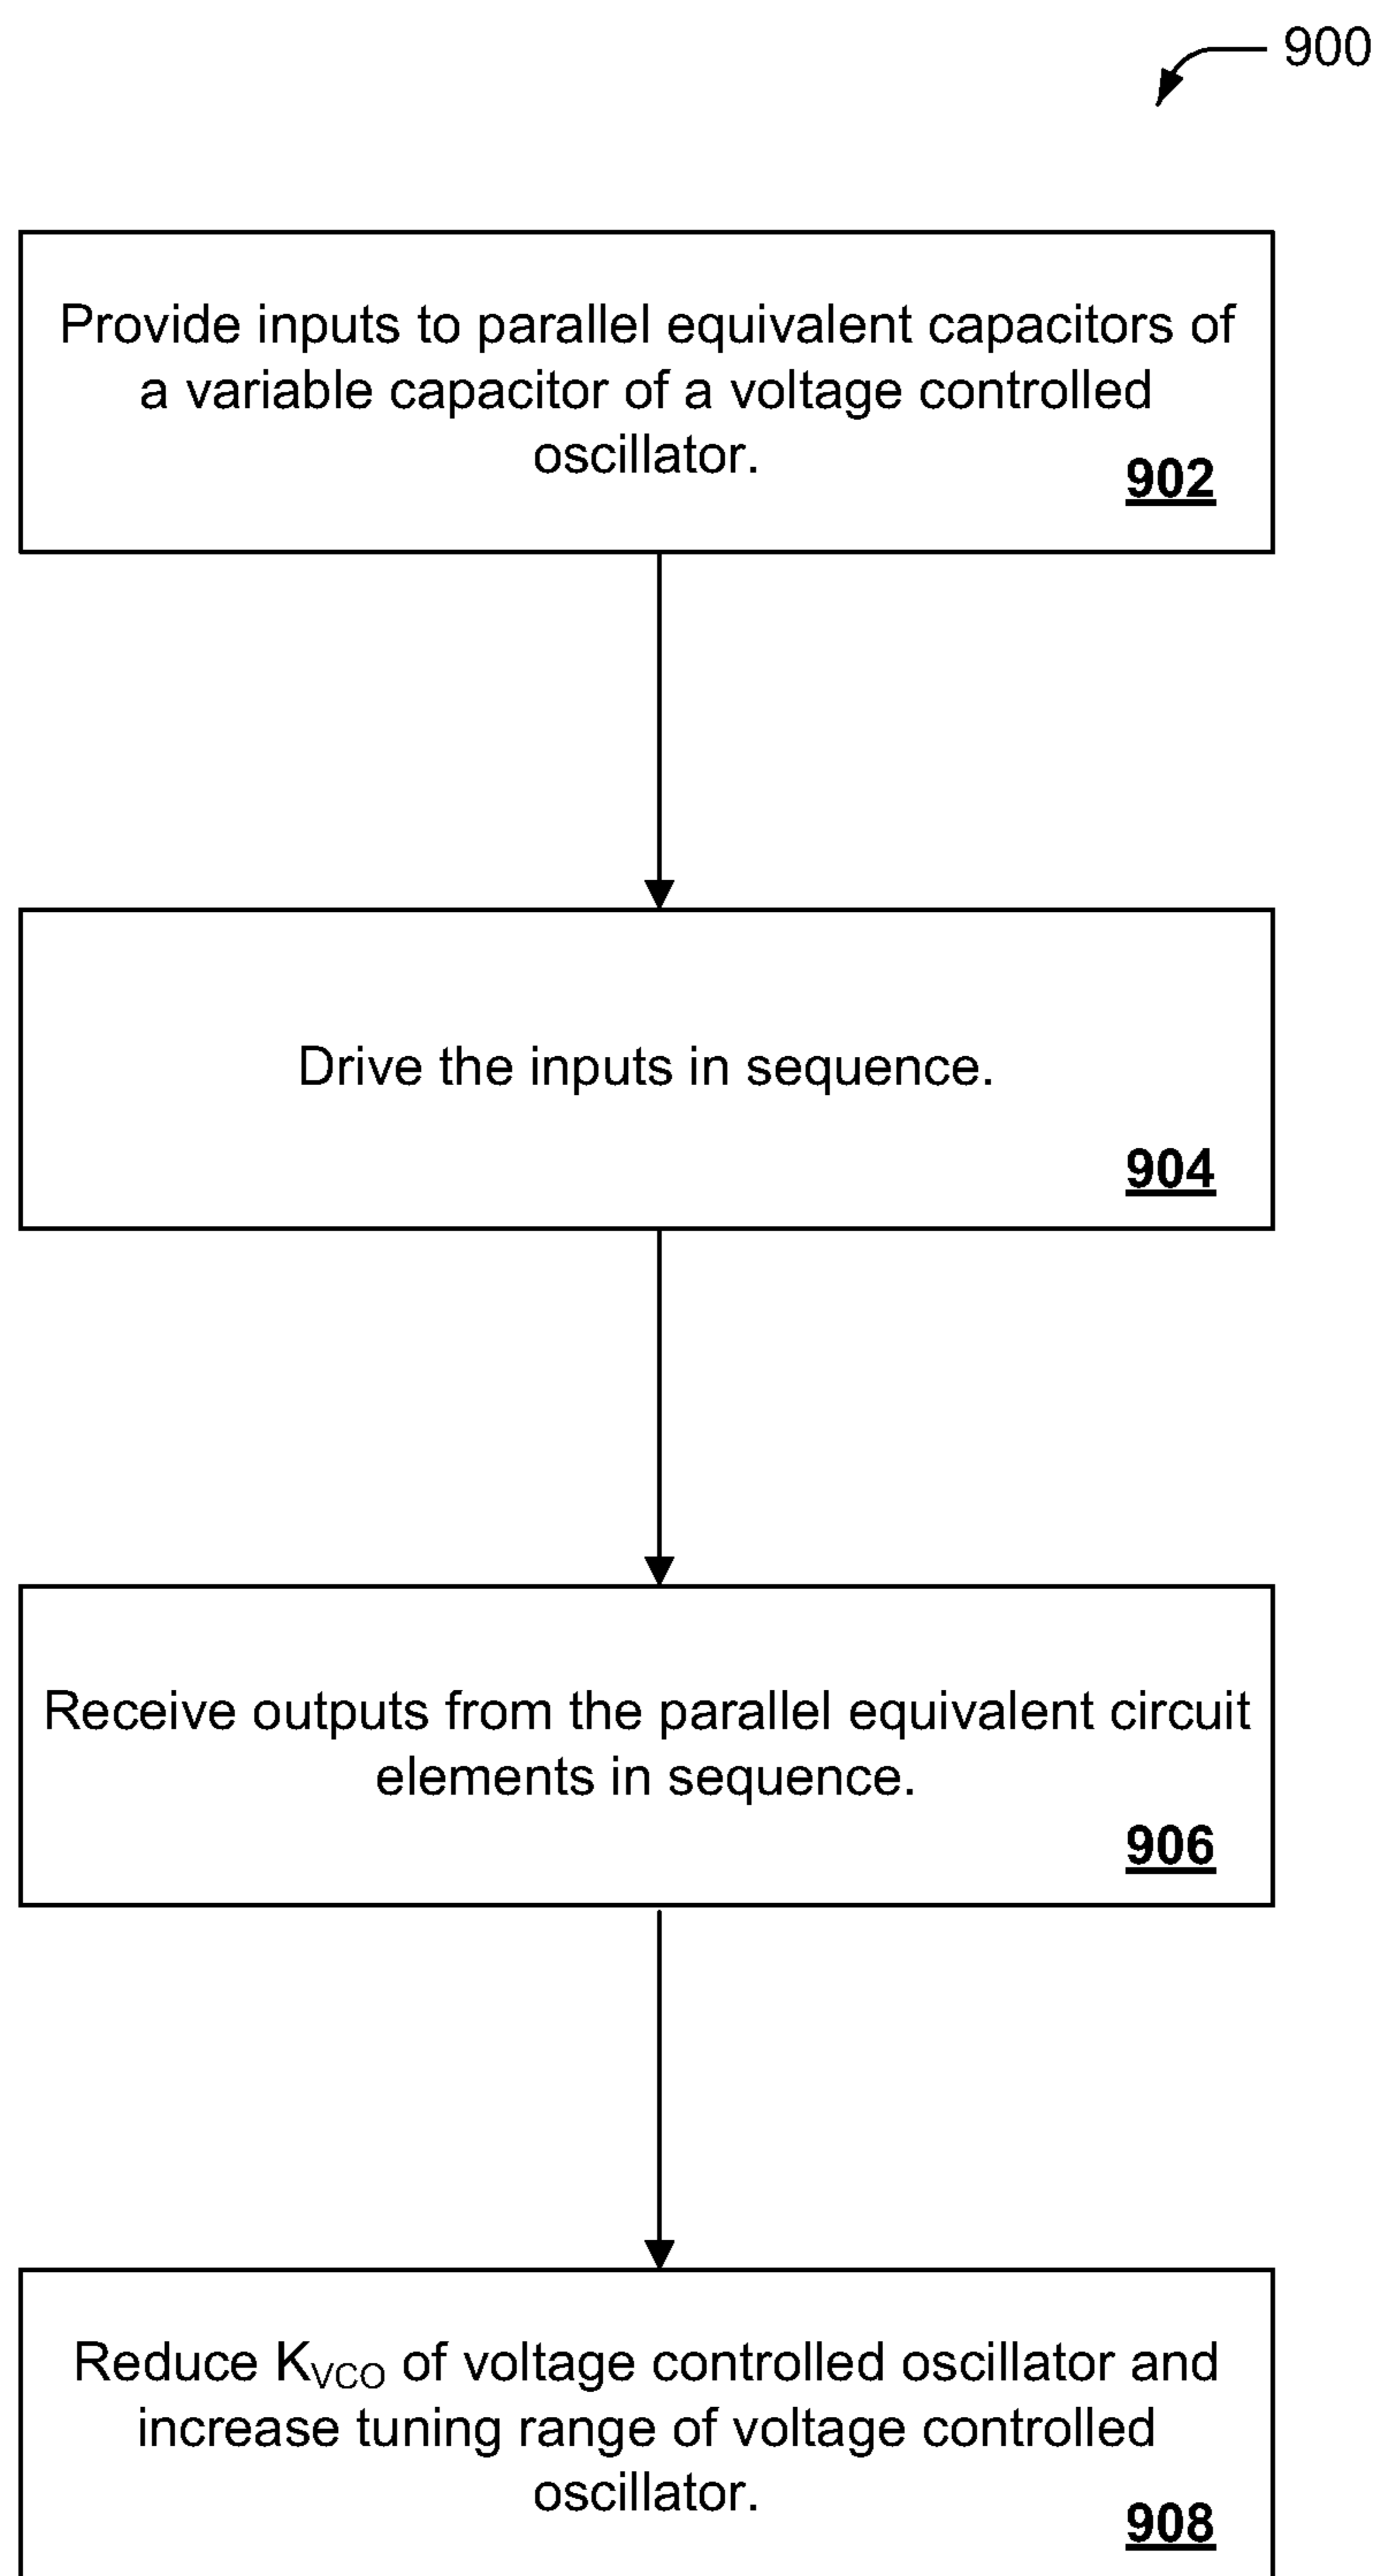 900
Provide inputs to parallel equivalent capacitors of
a variable capacitor of a voltage controlled
oscillator.
902
Drive the inputs in sequence.
904
Receive outputs from the parallel equivalent circuit
elements in sequence.
906
Reduce KVCO of voltage controlled oscillator and
increase tuning range of voltage controlled
oscillator.
908